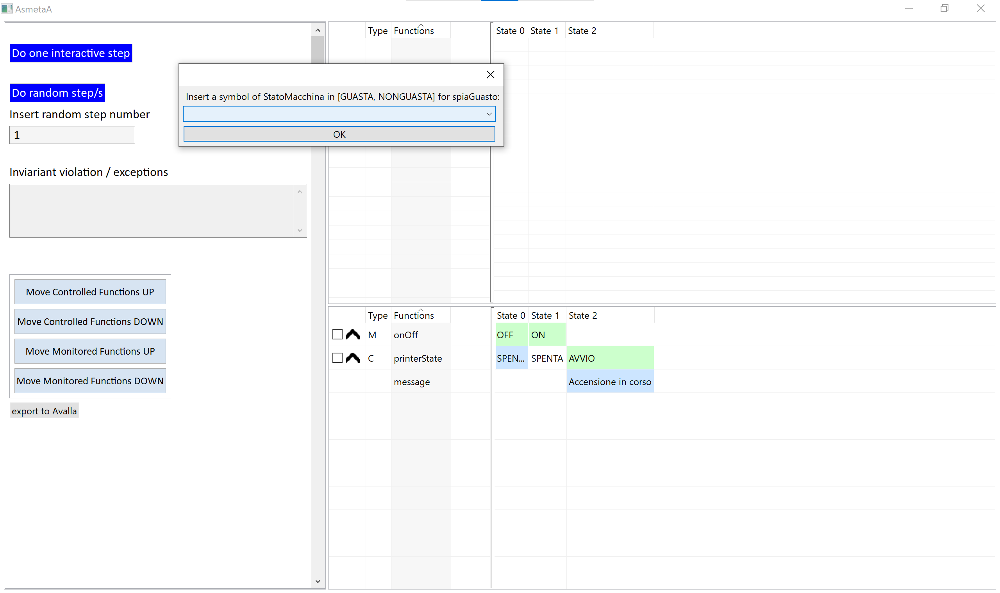 AsmetaA
Do one interactive step
Do random step/s
Insert random step number
1
Inviariant violation / exceptions
Move Controlled Functions UP
Move Controlled Functions DOWN
Move Monitored Functions UP
Move Monitored Functions DOWN
export to Avalla
Insert a symbol of StatoMacchina in [GUASTA, NONGUASTA] for spiaGuasto:
OK
Type Functions State 0 State 1 State 2
Type Functions State 0 State 1 State 2
M onOff OFF ON
C printerState SPEN... SPENTA AVVIO
message Accensione in corso